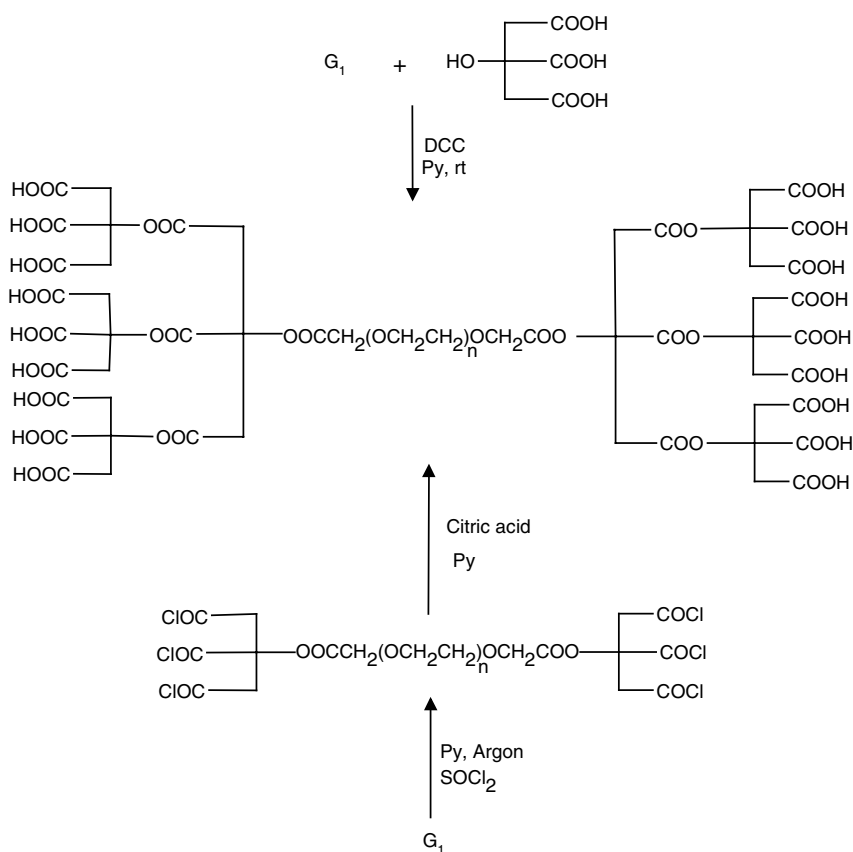 COOH
G1 + HO COOH
COOH
DCC
Py, rt
HOOC COOH
HOOC OOC COO COOH
HOOC COOH
HOOC COOH
HOOC OOC OOCCH2(OCH2CH2)nOCH2COO COO COOH
HOOC COOH
HOOC COOH
HOOC OOC COO COOH
HOOC COOH
Citric acid
Py
ClOC COCl
ClOC OOCCH2(OCH2CH2)nOCH2COO COCl
ClOC COCl
Py, Argon
SOCl2
G1